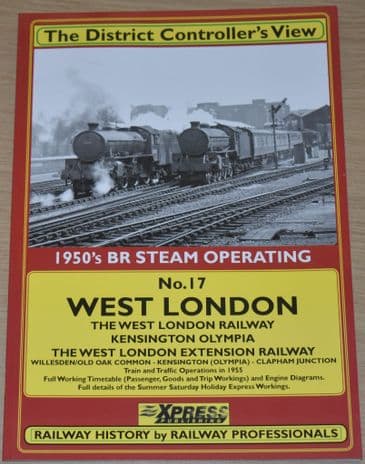 The District Controller's View
1950's BR STEAM OPERATING
No.17
WEST LONDON
THE WEST LONDON RAILWAY
KENSINGTON OLYMPIA
THE WEST LONDON EXTENSION RAILWAY
WILLESDEN/OLD OAK COMMON - KENSINGTON (OLYMPIA) - CLAPHAM JUNCTION
Train and Traffic Operations in 1955
Full Working Timetable (Passenger, Goods and Trip Workings) and Engine Diagrams.
Full details of the Summer Saturday Holiday Express Workings.
XPRESS
PUBLISHING
RAILWAY HISTORY by RAILWAY PROFESSIONALS